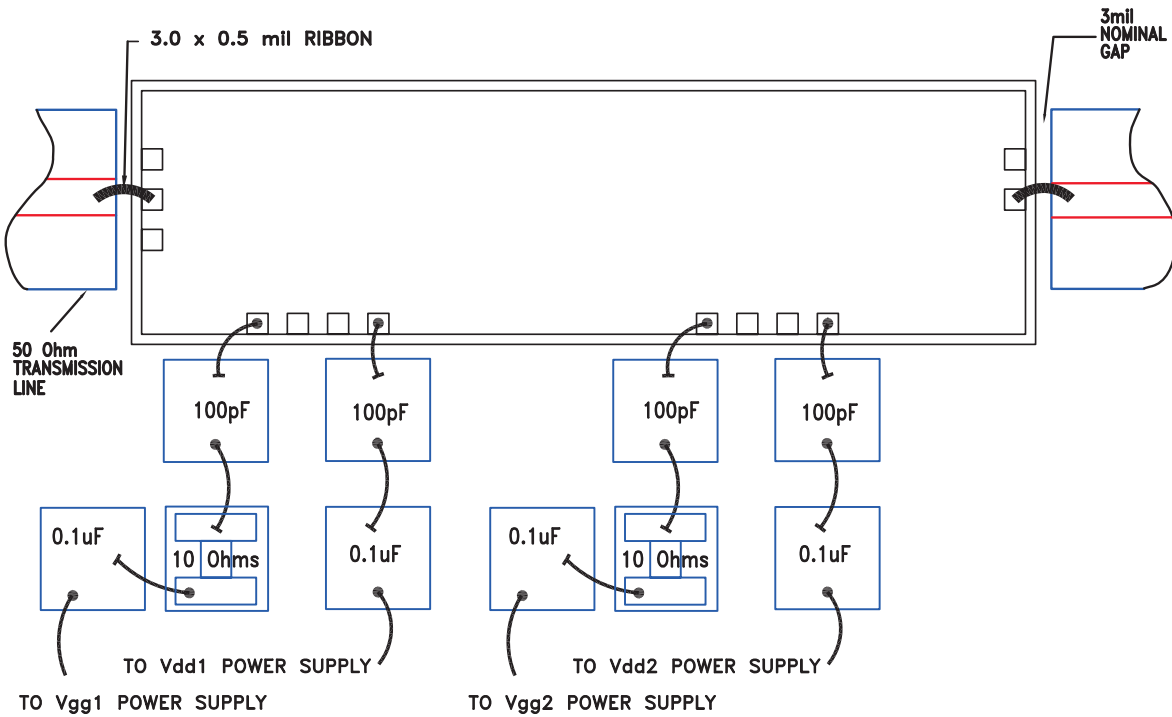 3.0 x 0.5 mil RIBBON
3mil
NOMINAL
GAP
50 Ohm
TRANSMISSION
LINE
100pF
100pF
100pF
100pF
0.1uF
10 Ohms
0.1uF
0.1uF
10 Ohms
0.1uF
TO Vdd1 POWER SUPPLY
TO Vdd2 POWER SUPPLY
TO Vgg1 POWER SUPPLY
TO Vgg2 POWER SUPPLY